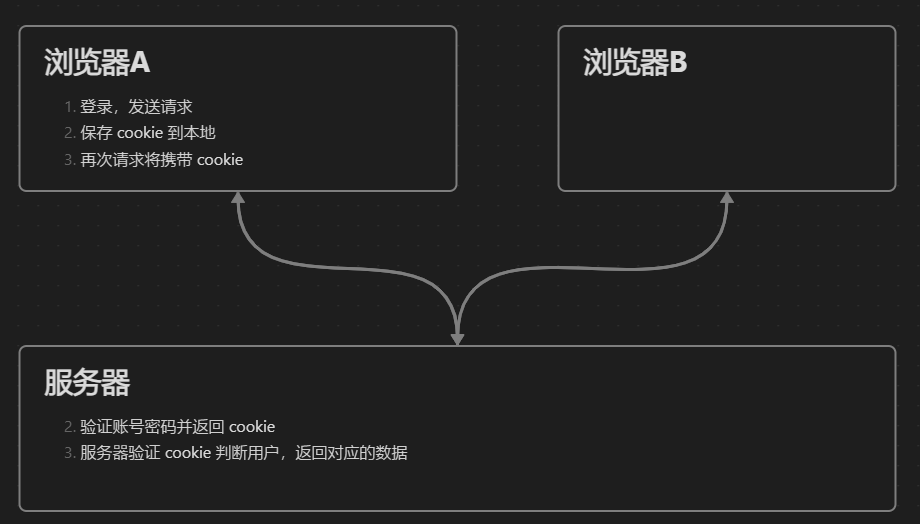 浏览器A
1. 登录，发送请求
2. 保存 cookie 到本地
3. 再次请求将携带 cookie
浏览器B
服务器
2. 验证账号密码并返回 cookie
3. 服务器验证 cookie 判断用户，返回对应的数据